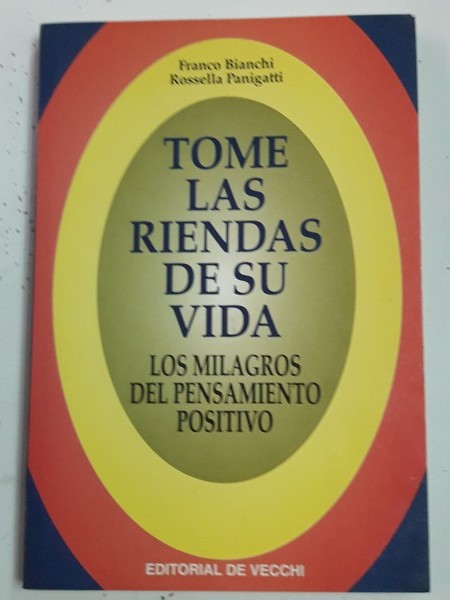 Franco Bianchi
Rossella Panigatti
TOME
LAS
RIENDAS
DE SU
VIDA
LOS MILAGROS
DEL PENSAMIENTO
POSITIVO
EDITORIAL DE VECCHI